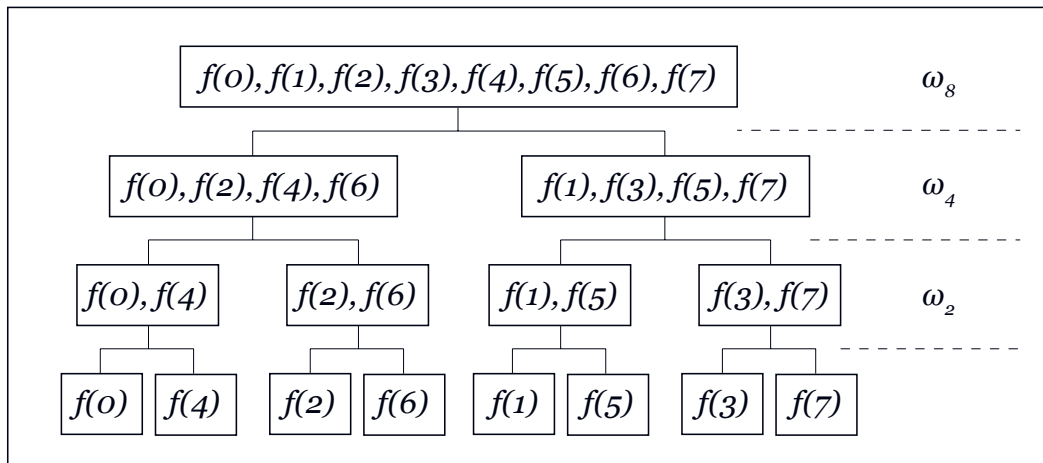 f(0), f(1), f(2), f(3), f(4), f(5), f(6), f(7) ω₈
f(0), f(2), f(4), f(6) f(1), f(3), f(5), f(7) ω₄
f(0), f(4) f(2), f(6) f(1), f(5) f(3), f(7) ω₂
f(0) f(4) f(2) f(6) f(1) f(5) f(3) f(7)